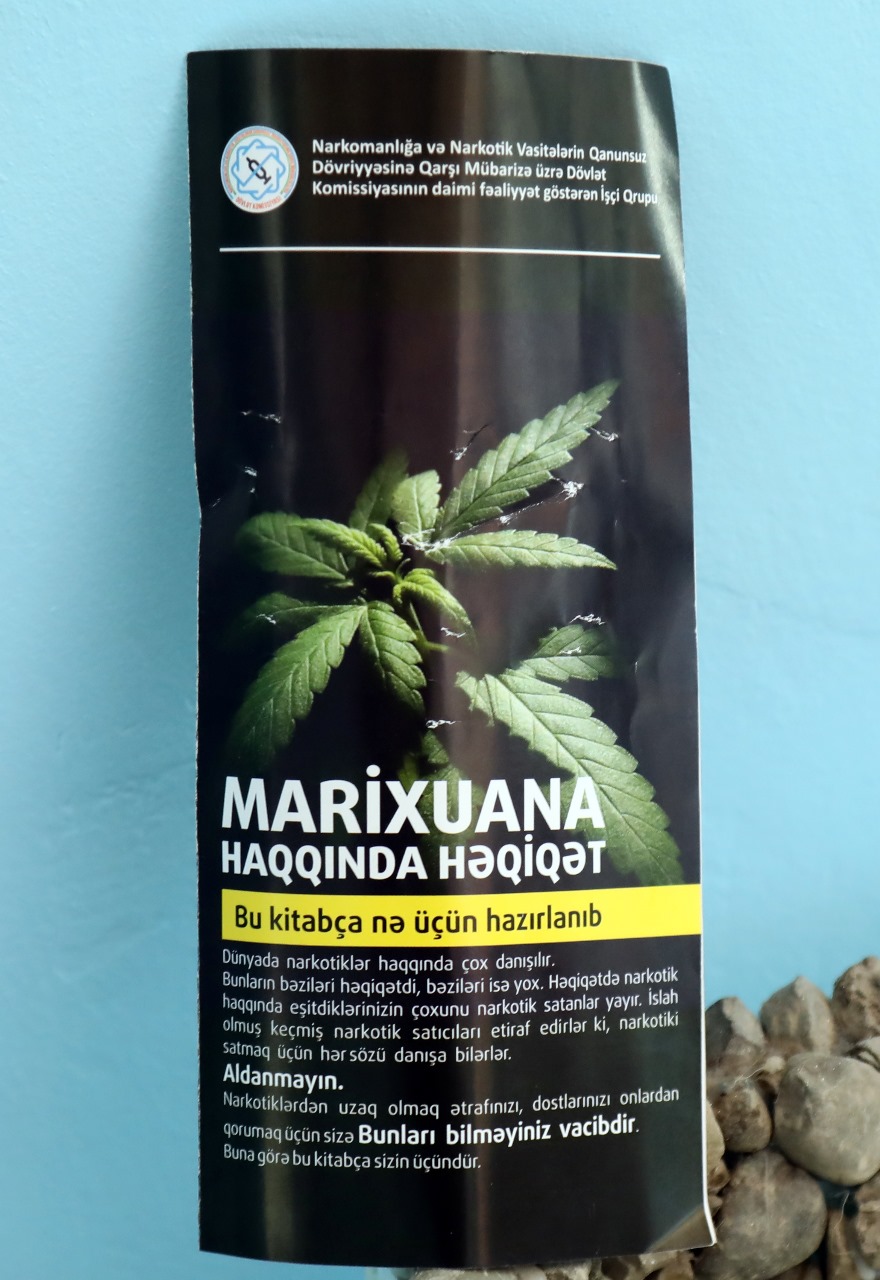 Narkomanlığa və Narkotik Vasitələrin Qanunsuz
Dövriyyəsinə Qarşı Mübarizə üzrə Dövlət
Komissiyasının daimi fəaliyyət göstərən İşçi Qrupu
MARİXUANA
HAQQINDA HƏQİQƏT
Bu kitabça nə üçün hazırlanıb
Dünyada narkotiklər haqqında çox danışılır.
Bunların bəziləri həqiqətdi, bəziləri isə yox. Həqiqətdə narkotik
haqqında eşitdiklərinizin çoxunu narkotik satanlar yayır. İslah
olmuş keçmiş narkotik satıcıları etiraf edirlər ki, narkotiki
satmaq üçün hər sözü danışa bilərlər.
Aldanmayın.
Narkotiklərdən uzaq olmaq ətrafınızı, dostlarınızı onlardan
qorumaq üçün sizə Bunları bilməyiniz vacibdir.
Buna görə bu kitabça sizin üçündür.